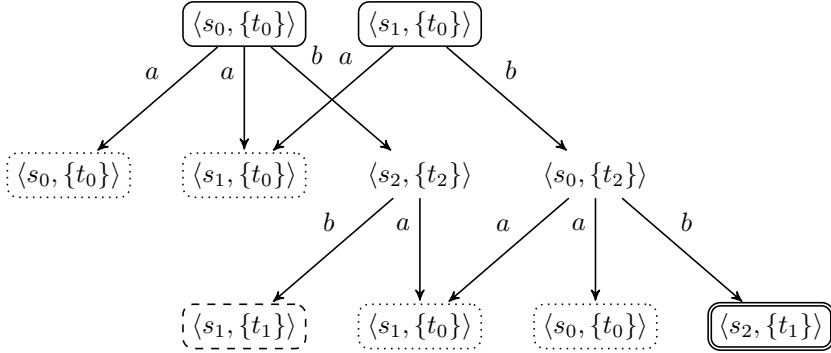 ⟨s₀, {t₀}⟩ ⟨s₁, {t₀}⟩
a a b a b
⟨s₀, {t₀}⟩ ⟨s₁, {t₀}⟩ ⟨s₂, {t₂}⟩ ⟨s₀, {t₂}⟩
b a a a b
⟨s₁, {t₁}⟩ ⟨s₁, {t₀}⟩ ⟨s₀, {t₀}⟩ ⟨s₂, {t₁}⟩